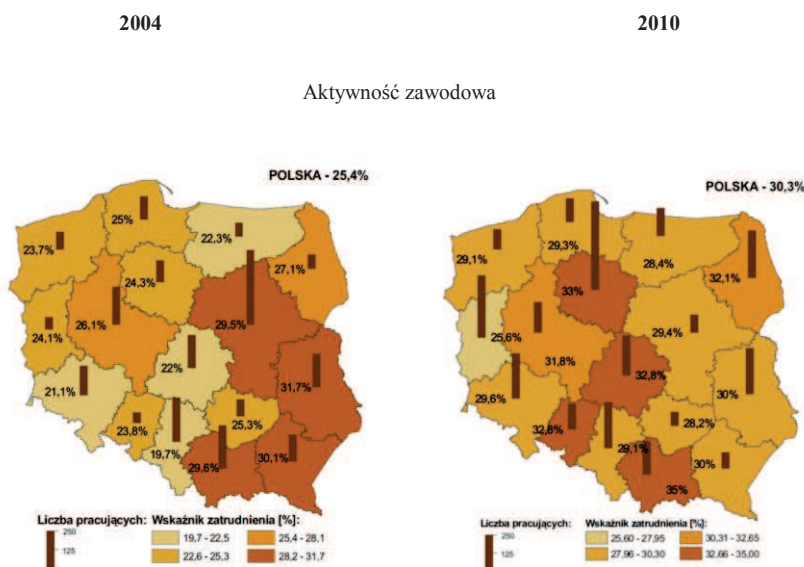 2004
2010
Aktywność zawodowa
POLSKA - 25,4%
25%
23,7%
22,3%
27,1%
24,3%
24,1%
26,1%
29,5%
22%
31,7%
21,1%
23,8%
25,3%
19,7%
29,6%
30,1%
Liczba pracujących:
250
125
Wskaźnik zatrudnienia [%]:
19,7 - 22,5
25,4 - 28,1
22,6 - 25,3
28,2 - 31,7
POLSKA - 30,3%
29,1%
29,3%
28,4%
32,1%
33%
25,6%
29,4%
31,8%
32,8%
30%
29,6%
32,8%
29,1%
28,2%
30%
35%
Liczba pracujących:
250
125
Wskaźnik zatrudnienia [%]:
25,60 - 27,95
30,31 - 32,65
27,96 - 30,30
32,66 - 35,00